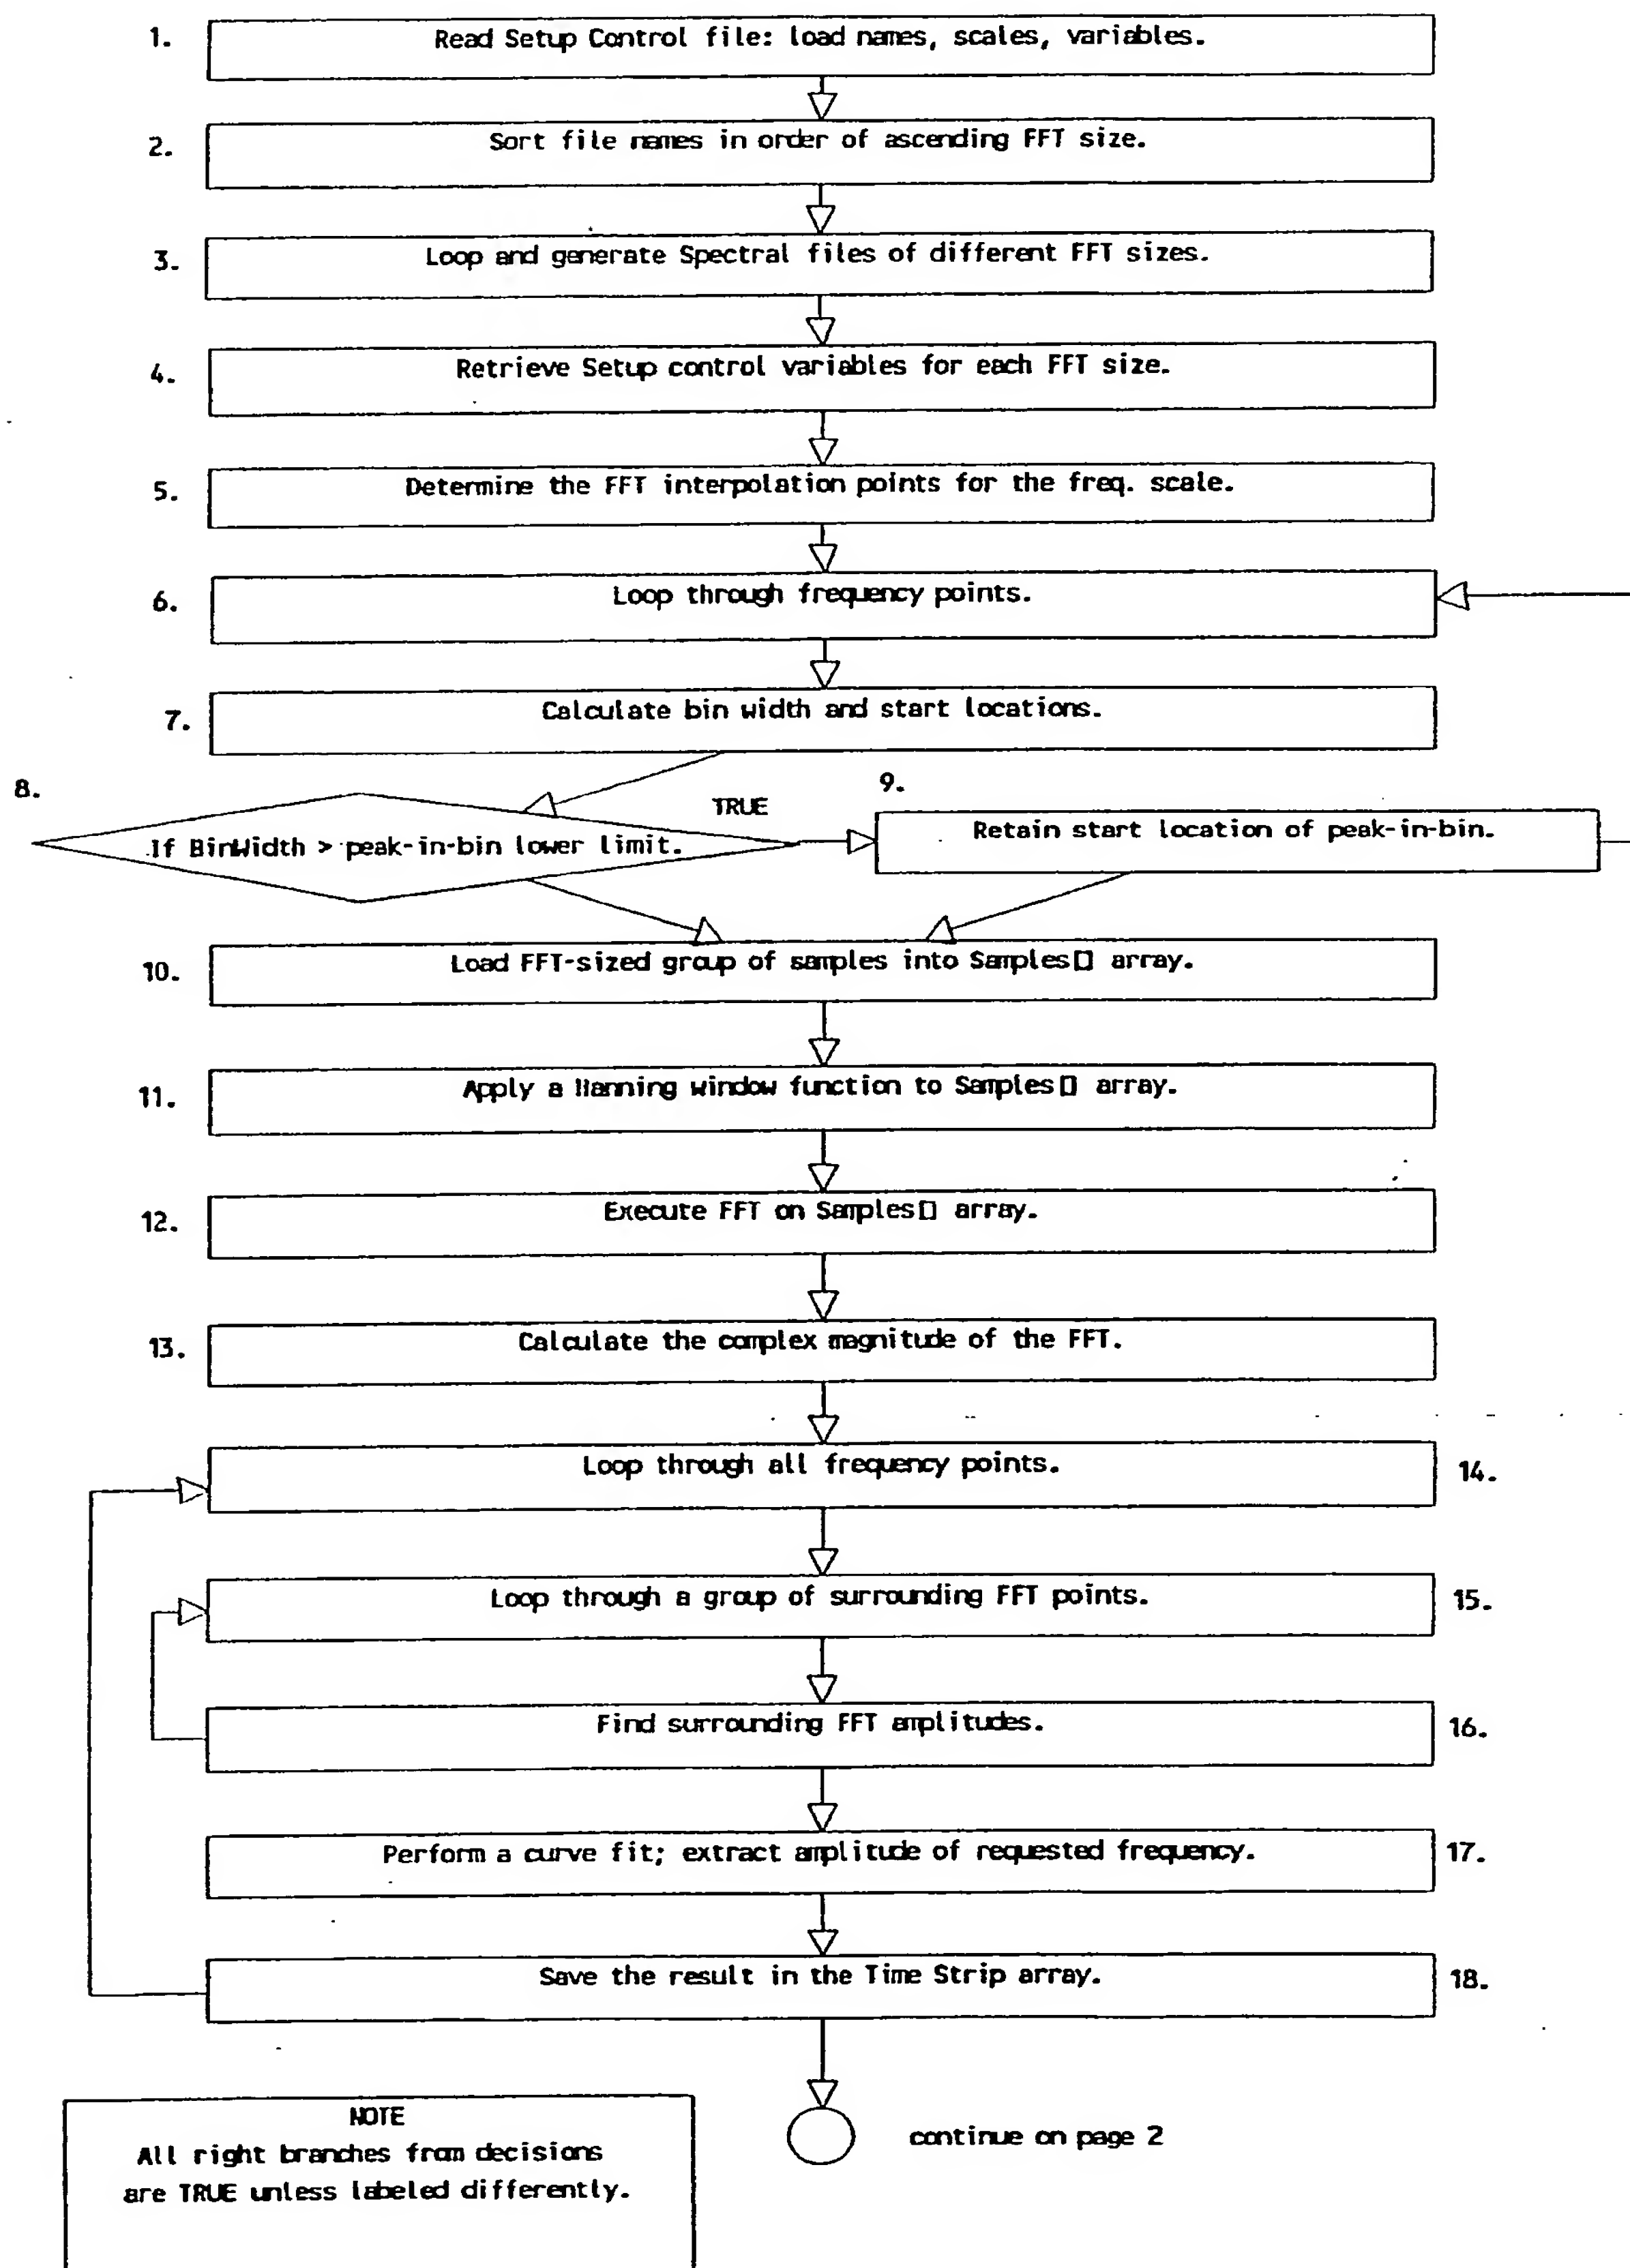 1. Read Setup Control file: load names, scales, variables.
2. Sort file names in order of ascending FFT size.
3. Loop and generate Spectral files of different FFT sizes.
4. Retrieve Setup control variables for each FFT size.
5. Determine the FFT interpolation points for the freq. scale.
6. Loop through frequency points.
7. Calculate bin width and start locations.
8. If BinWidth > peak-in-bin lower limit.
TRUE
9. Retain start location of peak-in-bin.
10. Load FFT-sized group of samples into Samples[] array.
11. Apply a Hanning window function to Samples[] array.
12. Execute FFT on Samples[] array.
13. Calculate the complex magnitude of the FFT.
Loop through all frequency points. 14.
Loop through a group of surrounding FFT points. 15.
Find surrounding FFT amplitudes. 16.
Perform a curve fit; extract amplitude of requested frequency. 17.
Save the result in the Time Strip array. 18.
continue on page 2
NOTE
All right branches from decisions
are TRUE unless labeled differently.